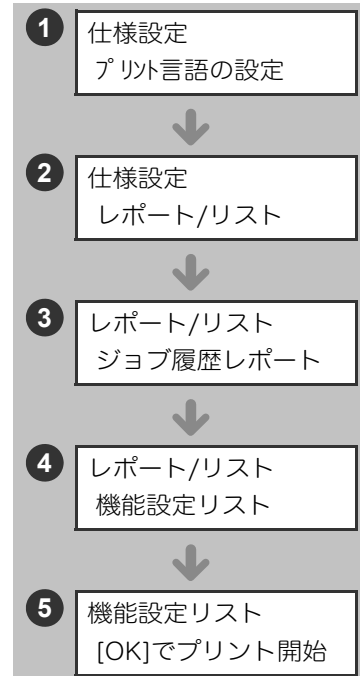 1
仕様設定
プリント言語の設定
2
仕様設定
レポート/リスト
3
レポート/リスト
ジョブ履歴レポート
4
レポート/リスト
機能設定リスト
5
機能設定リスト
[OK]でプリント開始